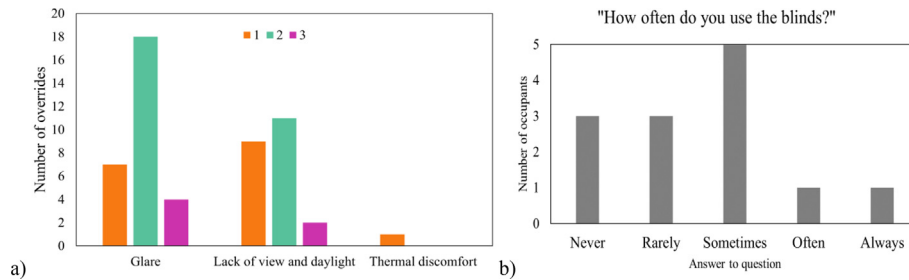 20
18
16
14
12
10
8
6
4
2
0
Number of overrides
1 2 3
Glare Lack of view and daylight Thermal discomfort
a)
"How often do you use the blinds?"
5
4
3
2
1
0
Number of occupants
Never Rarely Sometimes Often Always
Answer to question
b)